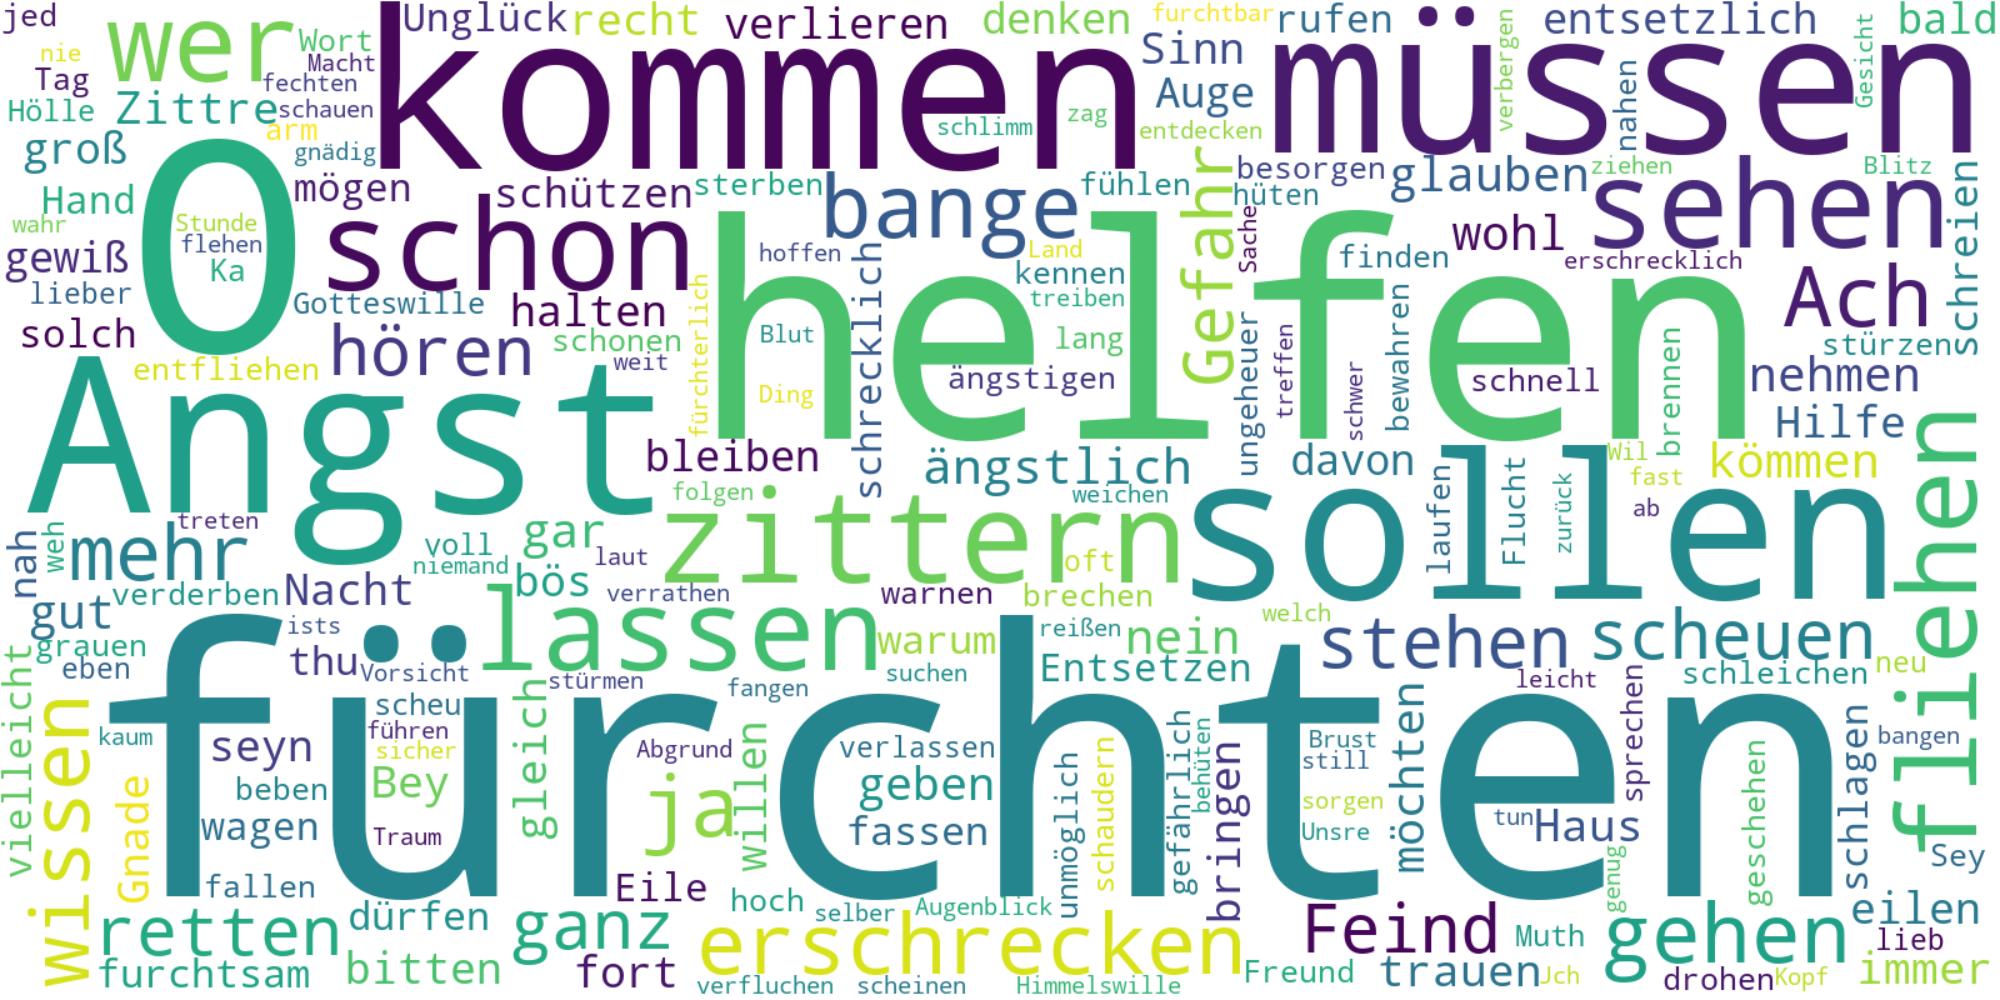 jed
wer
kommen
Unglück
recht
verlieren
denken
furchtbar
rufen
müssen
entsetzlich
bald
nie
Wort
Macht
Tag
fechten
Sinn
verbergen
Gesicht
Hölle
Zittre
schauen
Auge
nahen
arm
schlimm
zag
entdecken
groß
gnädig
O
Hand
mögen
schützen
sterben
bange
fühlen
Gefahr
besorgen
hüten
glauben
ziehen
Blitz
sehen
schreien
wahr
Stunde
flehen
Ka
schon
helfen
hoffen
Land
kennen
treiben
Sache
wohl
finden
erschrecklich
Ach
gewiß
lieber
Gotteswille
halten
fürchterlich
schrecklich
solch
hören
schonen
weit
Blut
Ding
lang
ängstigen
ungeheuer
treffen
schwer
bewahren
schnell
brennen
stürzen
nehmen
Hilfe
entfliehen
Angst
bleiben
ängstlich
davon
Wil
fast
kömmen
fliehen
folgen
weichen
zittern
sollen
laufen
Flucht
zurück
ab
nah
weh
treten
mehr
voll
niemand
gar
laut
oft
bös
verderben
Nacht
verrathen
warnen
brechen
welch
gut
grauen
eben
ists
thu
Vorsicht
lassen
warum
reißen
nein
Entsetzen
stehen
scheuen
schleichen
neu
suchen
stürmen
fangen
leicht
vielleicht
wissen
kaum
fürchten
scheu
führen
sicher
seyn
beben
Bey
wagen
Traum
gleich
Abgrund
ja
willen
verlassen
geben
fassen
unmöglich
schaudern
gefährlich
behüten
bringen
Brust
still
sorgen
Unsre
möchten
tun
Haus
sprechen
genug
geschehen
schlagen
bangen
Sey
Gnade
fallen
Eile
retten
dürfen
ganz
hoch
selber
Augenblick
erschrecken
Feind
Muth
gehen
eilen
lieb
furchtsam
bitten
fort
verfluchen
scheinen
Himmelswille
Freund
trauen
Jch
drohen
Kopf
immer